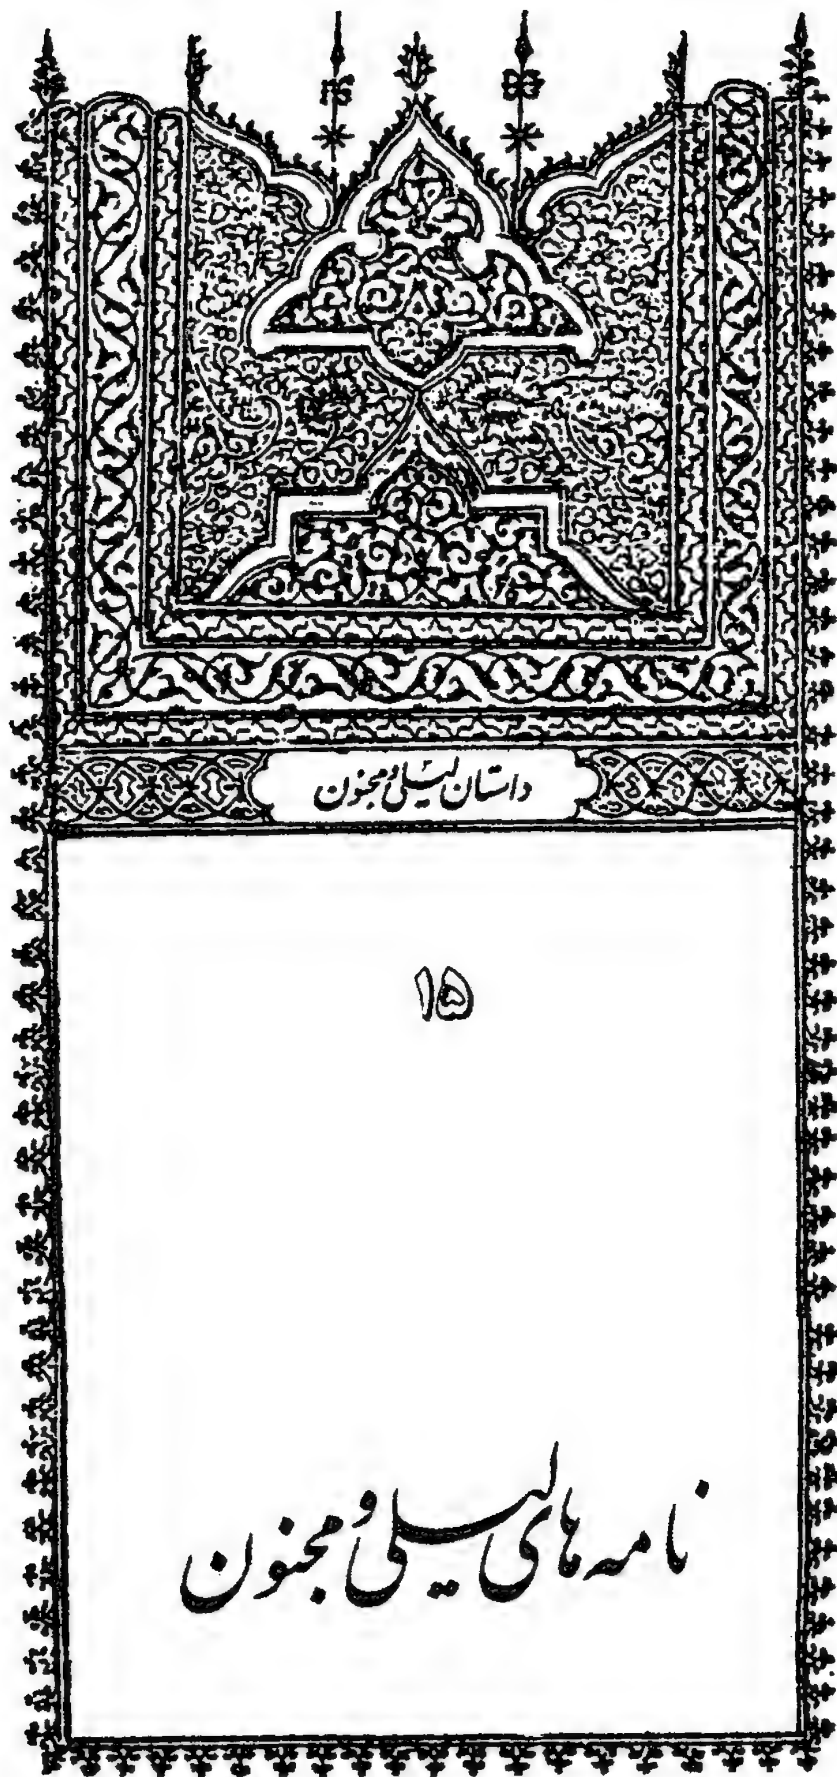 داستان لیلی و مجنون
۱۵
نامه های لیلی و مجنون